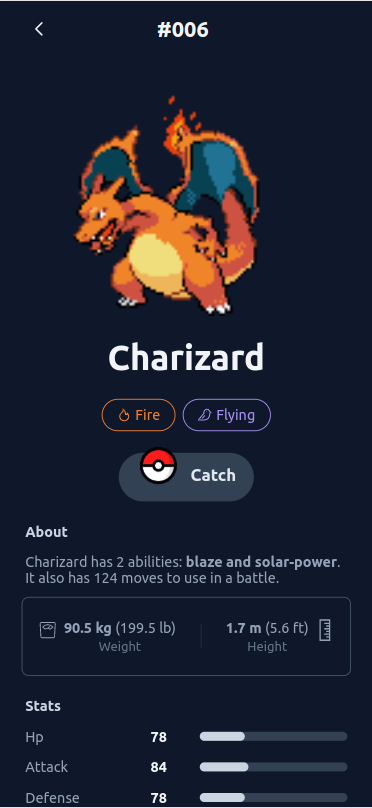 #006
Charizard
Fire
Flying
Catch
About
Charizard has 2 abilities: blaze and solar-power.
It also has 124 moves to use in a battle.
90.5 kg (199.5 lb)
Weight
1.7 m (5.6 ft)
Height
Stats
Hp 78
Attack 84
Defense 78